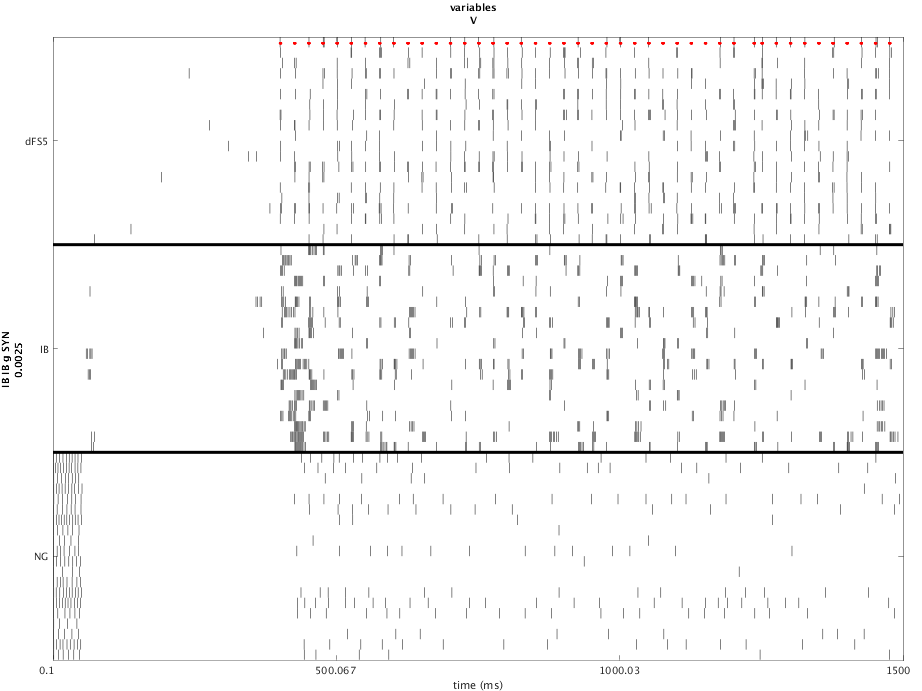 variables
V
dFS5
IB
NG
IB IB g SYN
0.0025
0.1
500.067
1000.03
1500
time (ms)